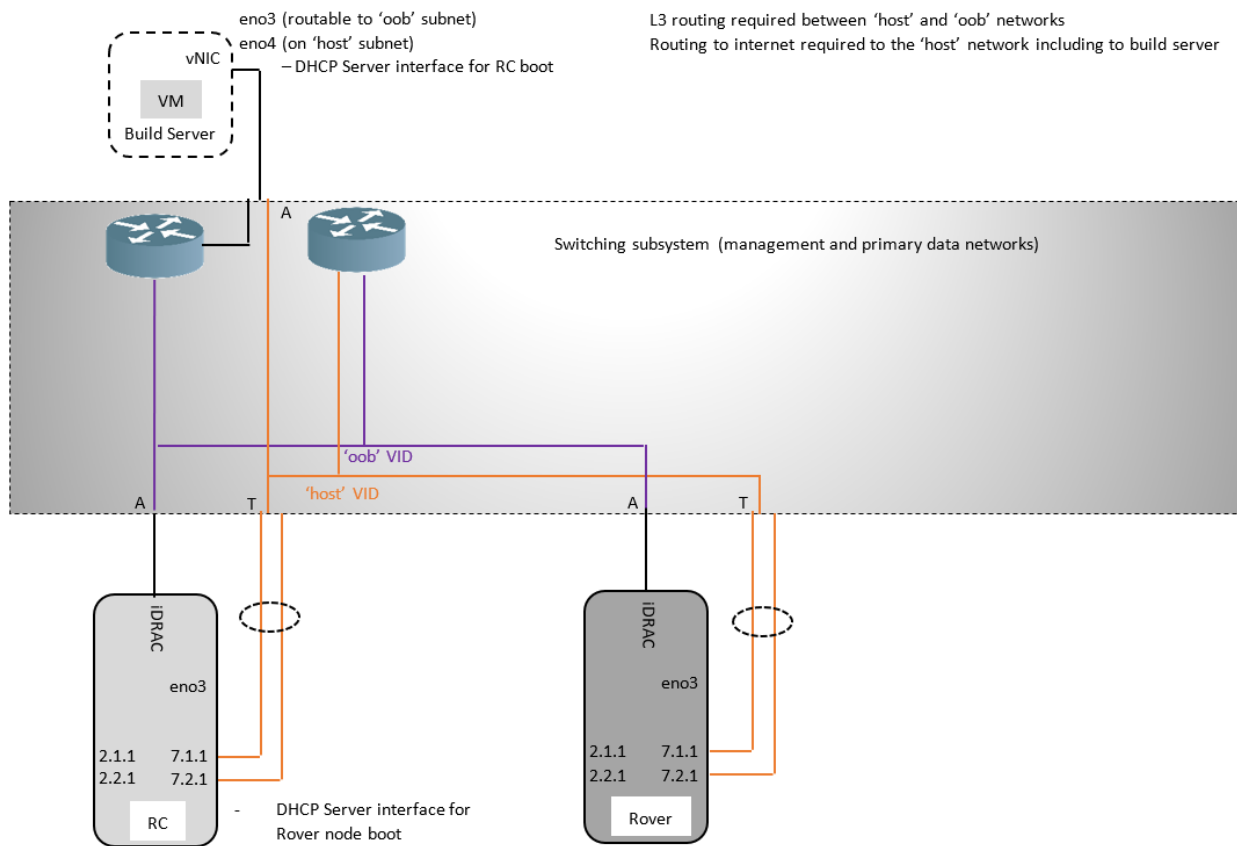 eno3 (routable to ‘oob’ subnet)
eno4 (on ‘host’ subnet)
– DHCP Server interface for RC boot
L3 routing required between ‘host’ and ‘oob’ networks
Routing to internet required to the ‘host’ network including to build server
vNIC
VM
Build Server
A
Switching subsystem (management and primary data networks)
‘oob’ VID
‘host’ VID
A
T
A
T
iDRAC
eno3
2.1.1 7.1.1
2.2.1 7.2.1
RC
- DHCP Server interface for
Rover node boot
iDRAC
eno3
2.1.1 7.1.1
2.2.1 7.2.1
Rover